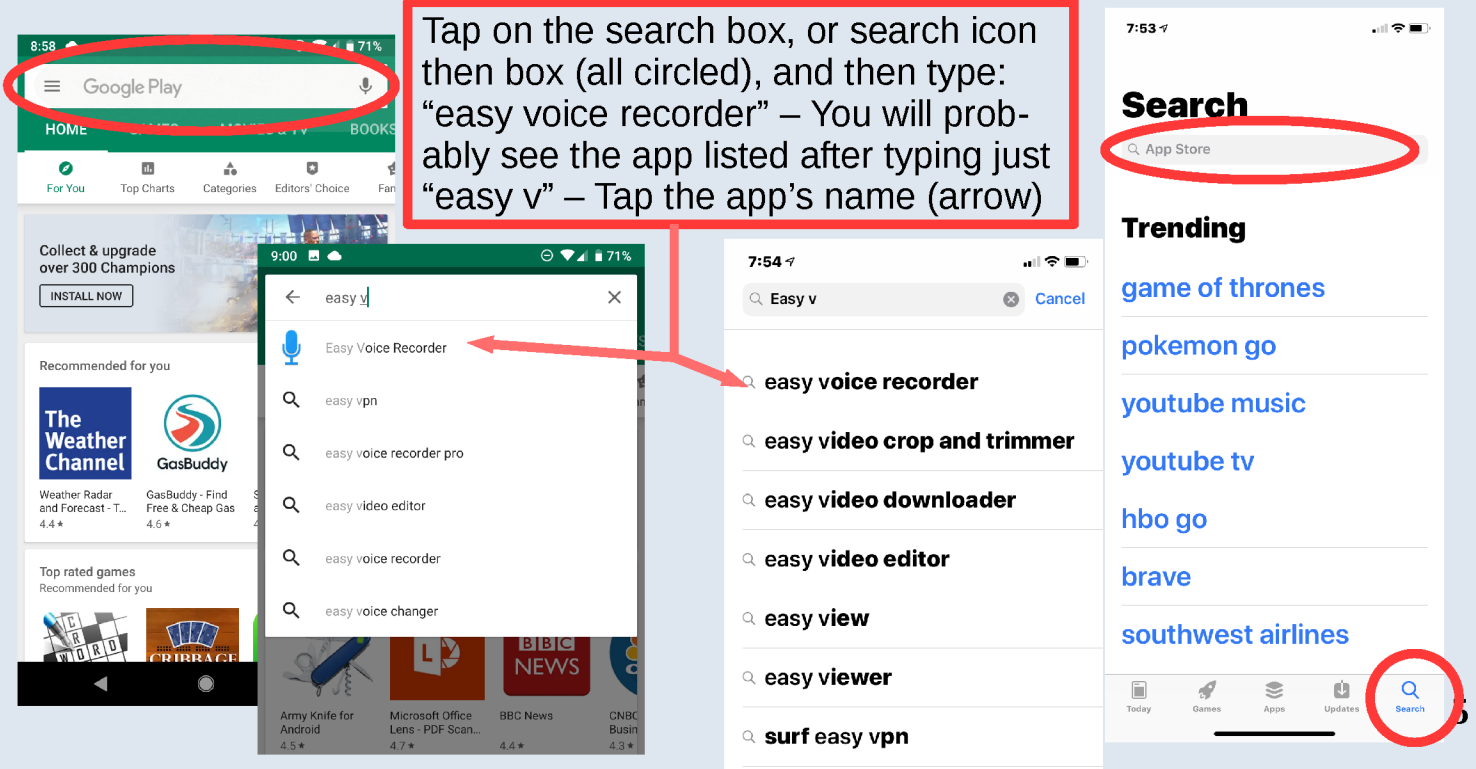 Tap on the search box, or search icon
then box (all circled), and then type:
“easy voice recorder” – You will prob-
ably see the app listed after typing just
“easy v” – Tap the app’s name (arrow)
8:58
71%
Google Play
HOME
BOOKS
For You
Top Charts
Categories
Editors' Choice
Collect & upgrade
over 300 Champions
INSTALL NOW
Recommended for you
The
Weather
Channel
GasBuddy
Weather Radar
and Forecast - T...
4.4★
GasBuddy - Find
Free & Cheap Gas
4.6★
Top rated games
Recommended for you
CROSS
WORD
CRIBBAGE
9:00
71%
easy v
Easy Voice Recorder
easy vpn
easy voice recorder pro
easy video editor
easy voice recorder
easy voice changer
BBC
NEWS
Army Knife for
Android
4.5★
Microsoft Office
Lens - PDF Scan...
4.7★
BBC News
4.4★
CNBC
4.3★
7:54
Easy v
Cancel
easy voice recorder
easy video crop and trimmer
easy video downloader
easy video editor
easy view
easy viewer
surf easy vpn
7:53
Search
App Store
Trending
game of thrones
pokemon go
youtube music
youtube tv
hbo go
brave
southwest airlines
Today
Games
Apps
Updates
Search